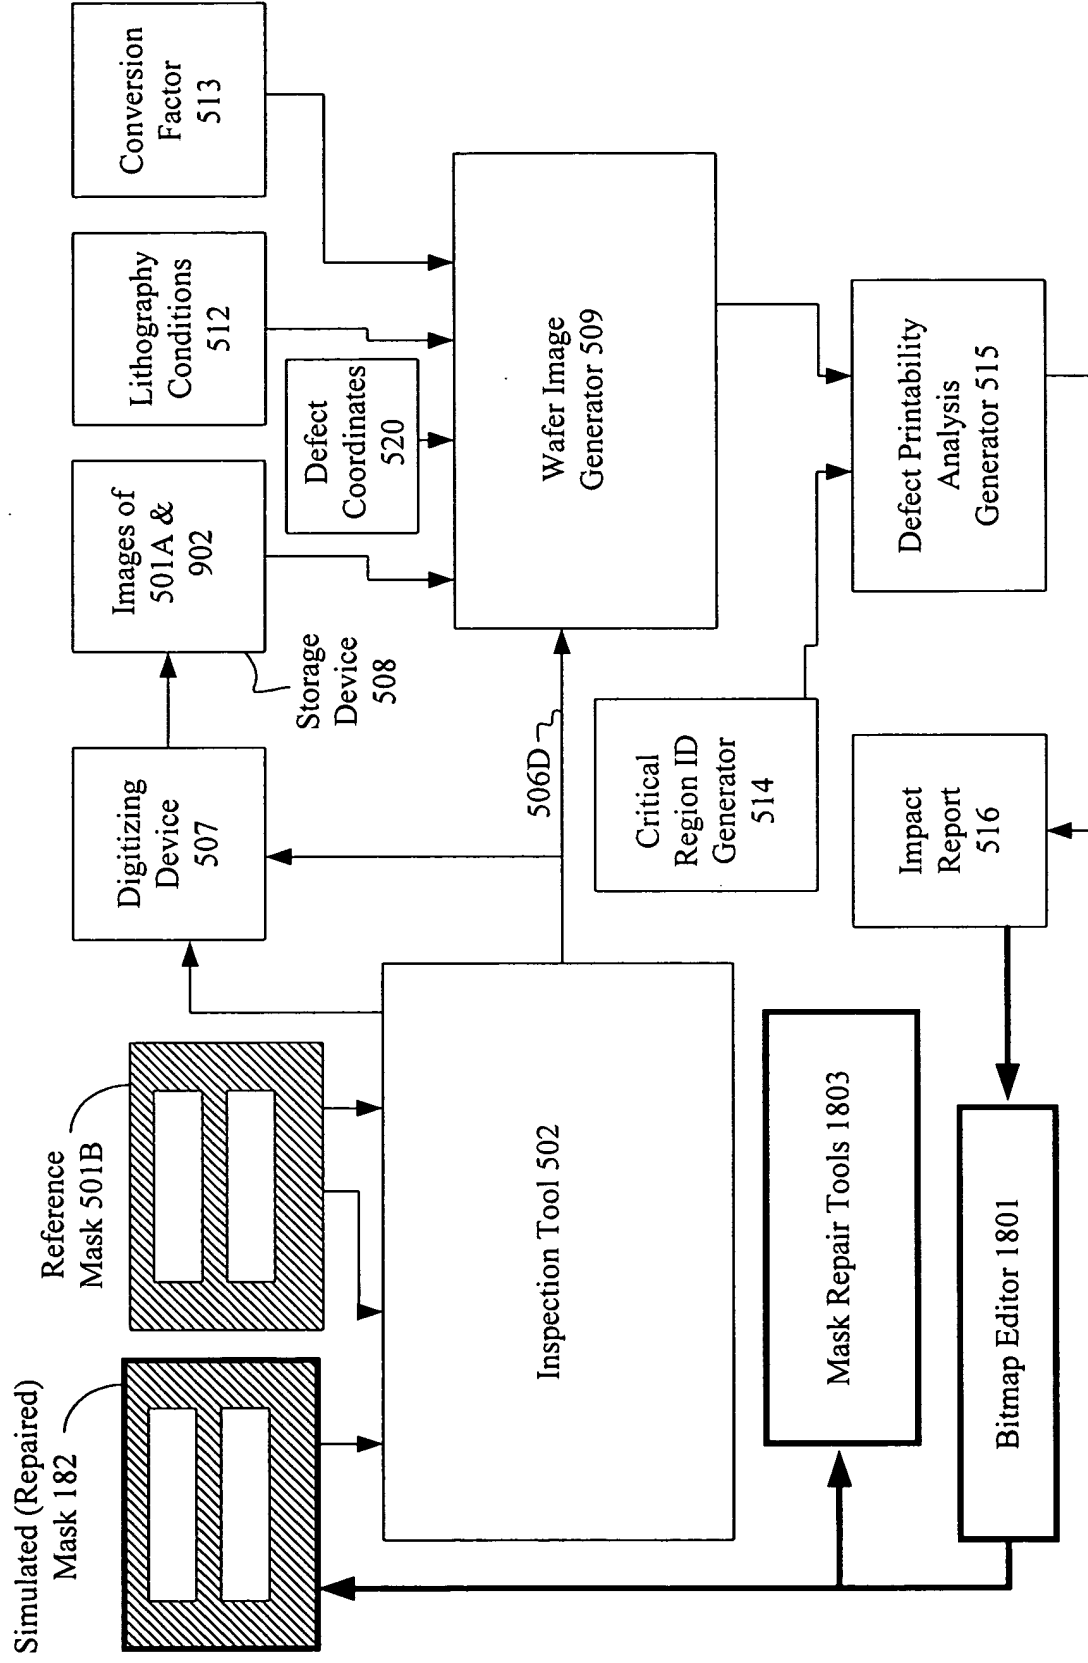 Simulated (Repaired)
Mask 182
Reference
Mask 501B
Digitizing
Device
507
Images of
501A &
902
Storage
Device
508
Lithography
Conditions
512
Conversion
Factor
513
Defect
Coordinates
520
Inspection Tool 502
506D
Wafer Image
Generator 509
Critical
Region ID
Generator
514
Mask Repair Tools 1803
Impact
Report
516
Defect Printability
Analysis
Generator 515
Bitmap Editor 1801